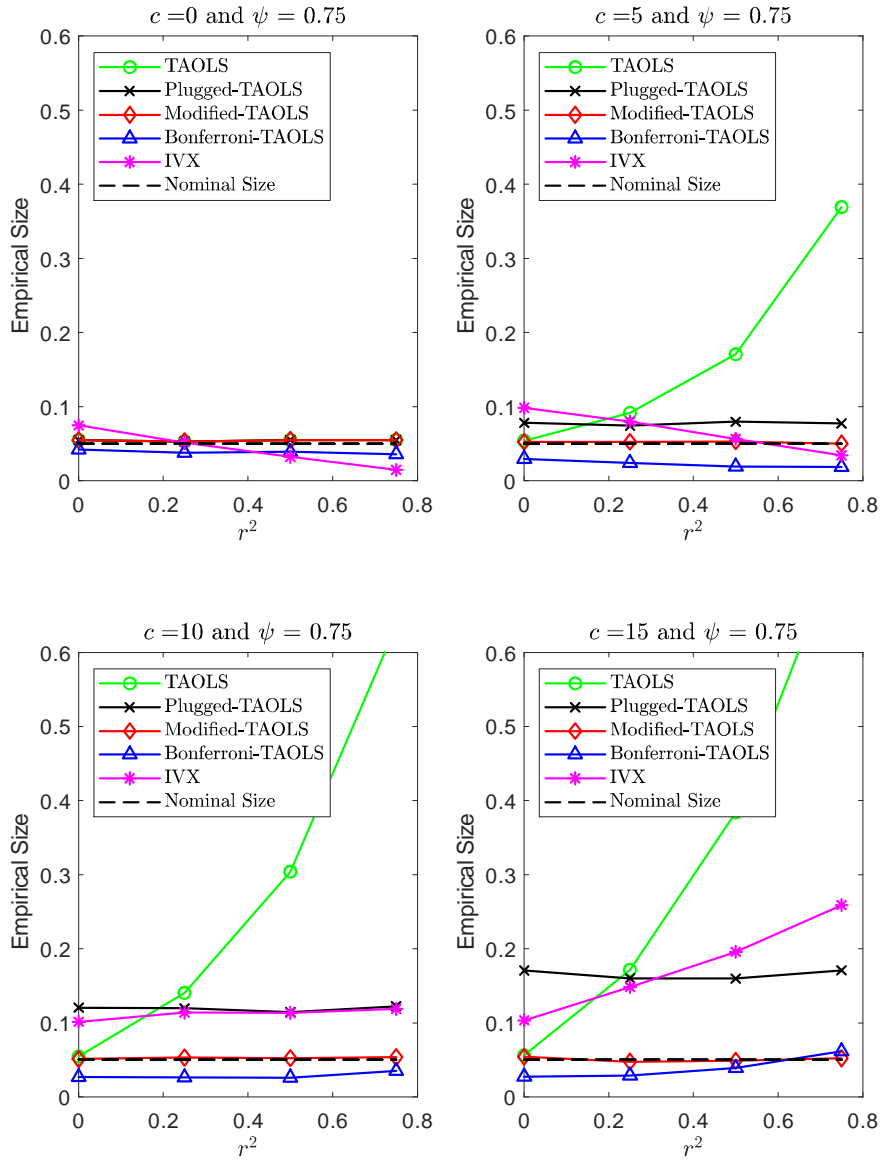 c =0 and ψ = 0.75
Empirical Size
0.6
0.5
0.4
0.3
0.2
0.1
0
TAOLS
Plugged-TAOLS
Modified-TAOLS
Bonferroni-TAOLS
IVX
Nominal Size
0 0.2 0.4 0.6 0.8
r²
c =5 and ψ = 0.75
Empirical Size
0.6
0.5
0.4
0.3
0.2
0.1
0
TAOLS
Plugged-TAOLS
Modified-TAOLS
Bonferroni-TAOLS
IVX
Nominal Size
0 0.2 0.4 0.6 0.8
r²
c =10 and ψ = 0.75
Empirical Size
0.6
0.5
0.4
0.3
0.2
0.1
0
TAOLS
Plugged-TAOLS
Modified-TAOLS
Bonferroni-TAOLS
IVX
Nominal Size
0 0.2 0.4 0.6 0.8
r²
c =15 and ψ = 0.75
Empirical Size
0.6
0.5
0.4
0.3
0.2
0.1
0
TAOLS
Plugged-TAOLS
Modified-TAOLS
Bonferroni-TAOLS
IVX
Nominal Size
0 0.2 0.4 0.6 0.8
r²